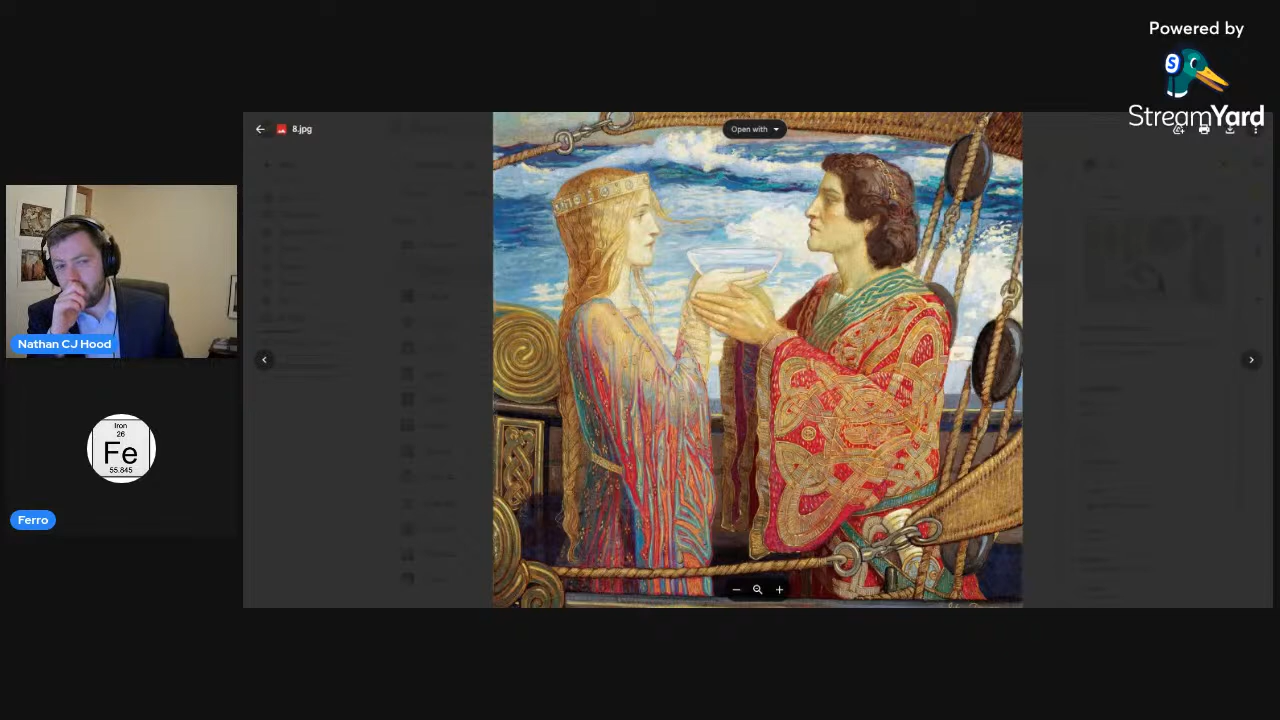 Powered by
StreamYard
8.jpg
Open with
Nathan CJ Hood
Iron
26
Fe
55.845
Ferro